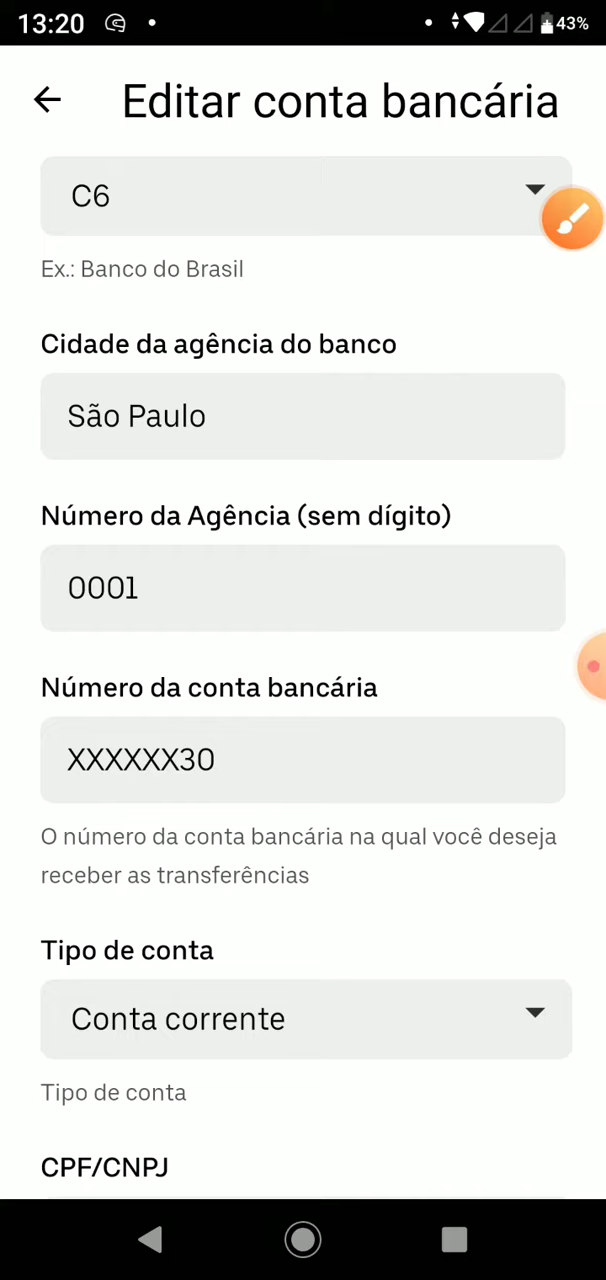 13:20
43%
Editar conta bancária
C6
Ex.: Banco do Brasil
Cidade da agência do banco
São Paulo
Número da Agência (sem dígito)
0001
Número da conta bancária
XXXXXX30
O número da conta bancária na qual você deseja
receber as transferências
Tipo de conta
Conta corrente
Tipo de conta
CPF/CNPJ